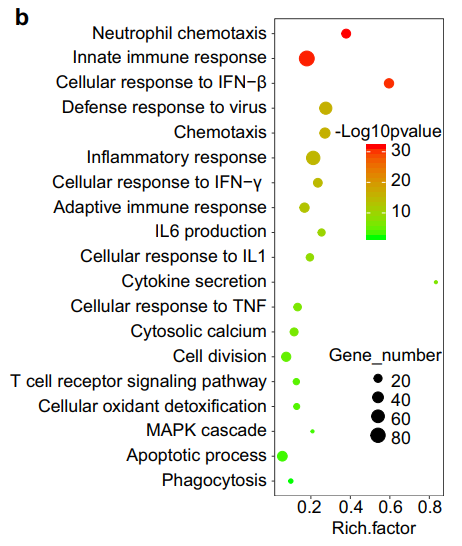 b
Neutrophil chemotaxis
Innate immune response
Cellular response to IFN−β
Defense response to virus
Chemotaxis
-Log10pvalue
Inflammatory response
30
Cellular response to IFN−γ
20
Adaptive immune response
10
IL6 production
Cellular response to IL1
Cytokine secretion
Cellular response to TNF
Cytosolic calcium
Cell division
Gene_number
T cell receptor signaling pathway
20
Cellular oxidant detoxification
40
MAPK cascade
60
Apoptotic process
80
Phagocytosis
0.2 0.4 0.6 0.8
Rich.factor